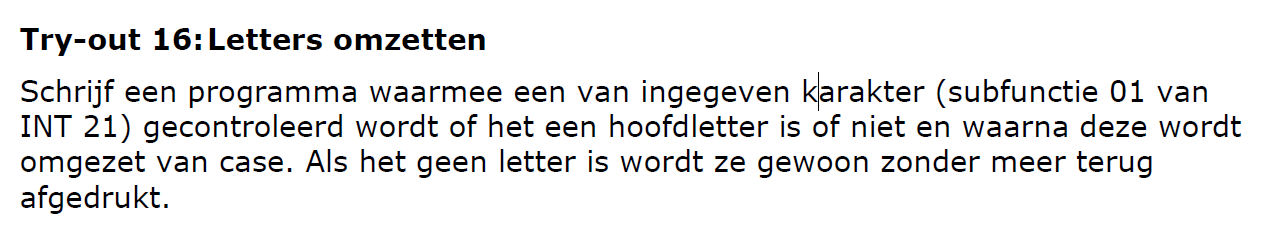 Try-out 16: Letters omzetten
Schrijf een programma waarmee een van ingegeven karakter (subfunctie 01 van
INT 21) gecontroleerd wordt of het een hoofdletter is of niet en waarna deze wordt
omgezet van case. Als het geen letter is wordt ze gewoon zonder meer terug
afgedrukt.